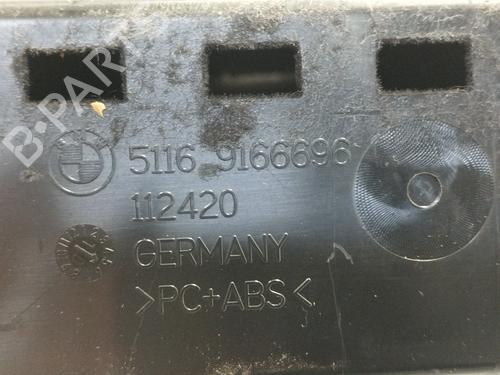 B-PARTS
5116 9166696
112420
GERMANY
>PC+ABS<